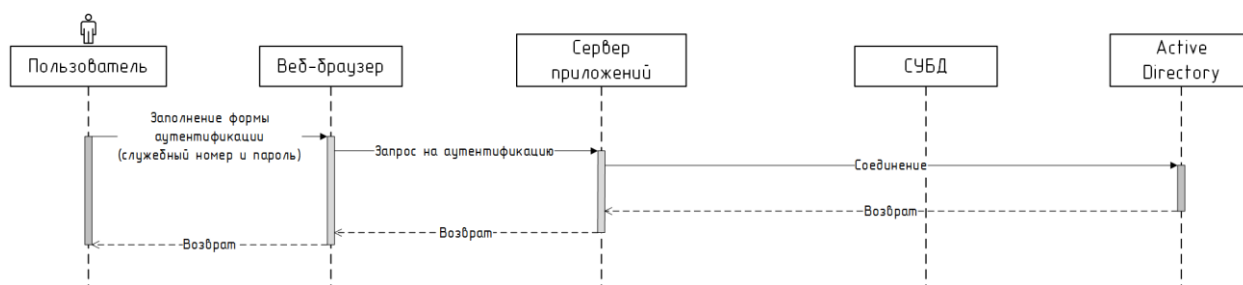 Пользователь
Веб-браузер
Сервер
приложений
СУБД
Active
Directory
Заполнение формы
аутентификации
(служебный номер и пароль)
Запрос на аутентификацию
Соединение
Возврат
Возврат
Возврат